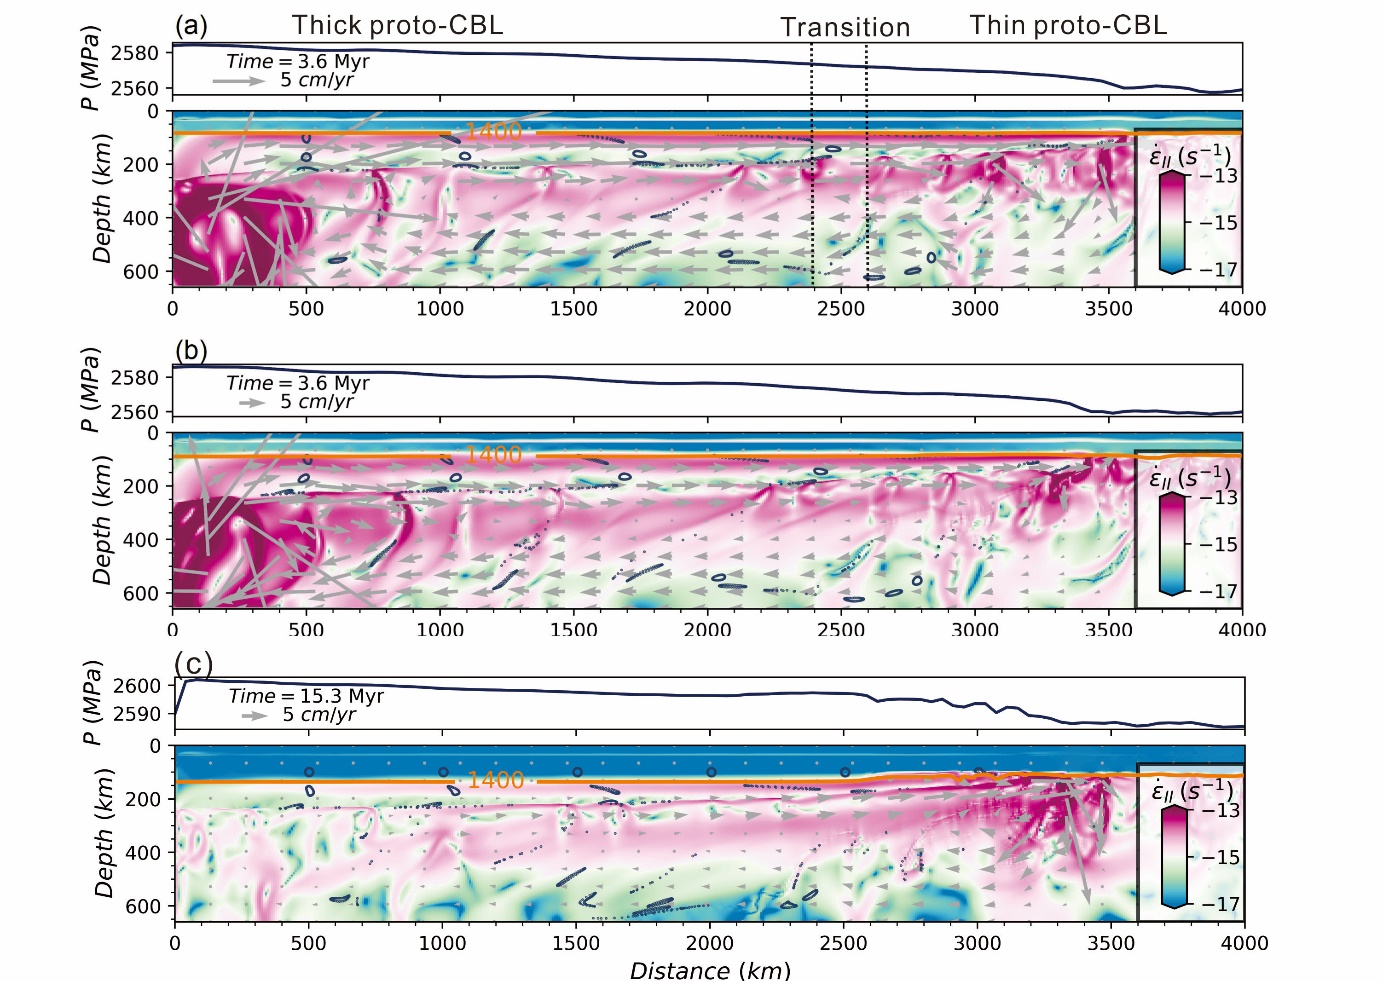 (a) Thick proto-CBL Transition Thin proto-CBL
P (MPa)
2580
2560
Time = 3.6 Myr
5 cm/yr
Depth (km)
0
200
400
600
1400
ε̇II (s−1)
−13
−15
−17
0 500 1000 1500 2000 2500 3000 3500 4000
(b)
P (MPa)
2580
2560
Time = 3.6 Myr
5 cm/yr
Depth (km)
0
200
400
600
1400
ε̇II (s−1)
−13
−15
−17
0 500 1000 1500 2000 2500 3000 3500 4000
(c)
P (MPa)
2600
2590
Time = 15.3 Myr
5 cm/yr
Depth (km)
0
200
400
600
1400
ε̇II (s−1)
−13
−15
−17
0 500 1000 1500 2000 2500 3000 3500 4000
Distance (km)